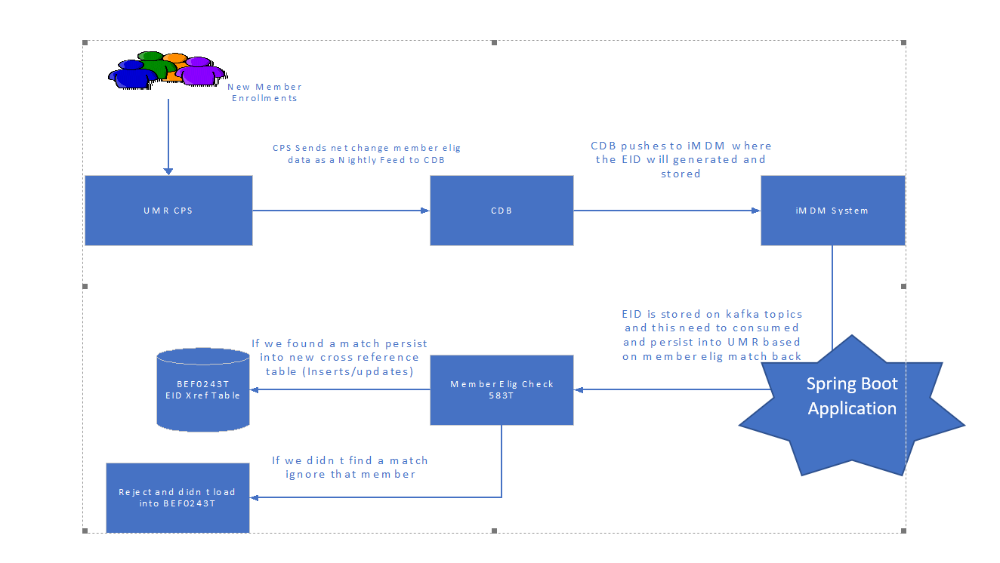 New Member
Enrollments
CPS Sends net change member elig
data as a Nightly Feed to CDB
CDB pushes to iMDM where
the EID will generated and
stored
UMR CPS
CDB
iMDM System
EID is stored on kafka topics
and this need to consumed
and persist into UMR based
on member elig match back
If we found a match persist
into new cross reference
table (Inserts/updates)
BEF0243T
EID Xref Table
Member Elig Check
583T
Spring Boot
Application
If we didn t find a match
ignore that member
Reject and didn t load
into BEF0243T